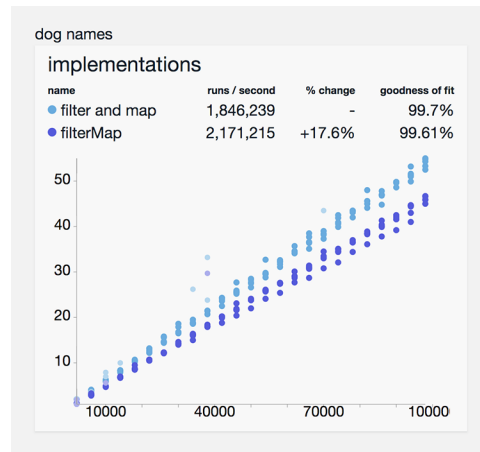 dog names
implementations
name runs / second % change goodness of fit
filter and map 1,846,239 - 99.7%
filterMap 2,171,215 +17.6% 99.61%
50
40
30
20
10
10000 40000 70000 10000